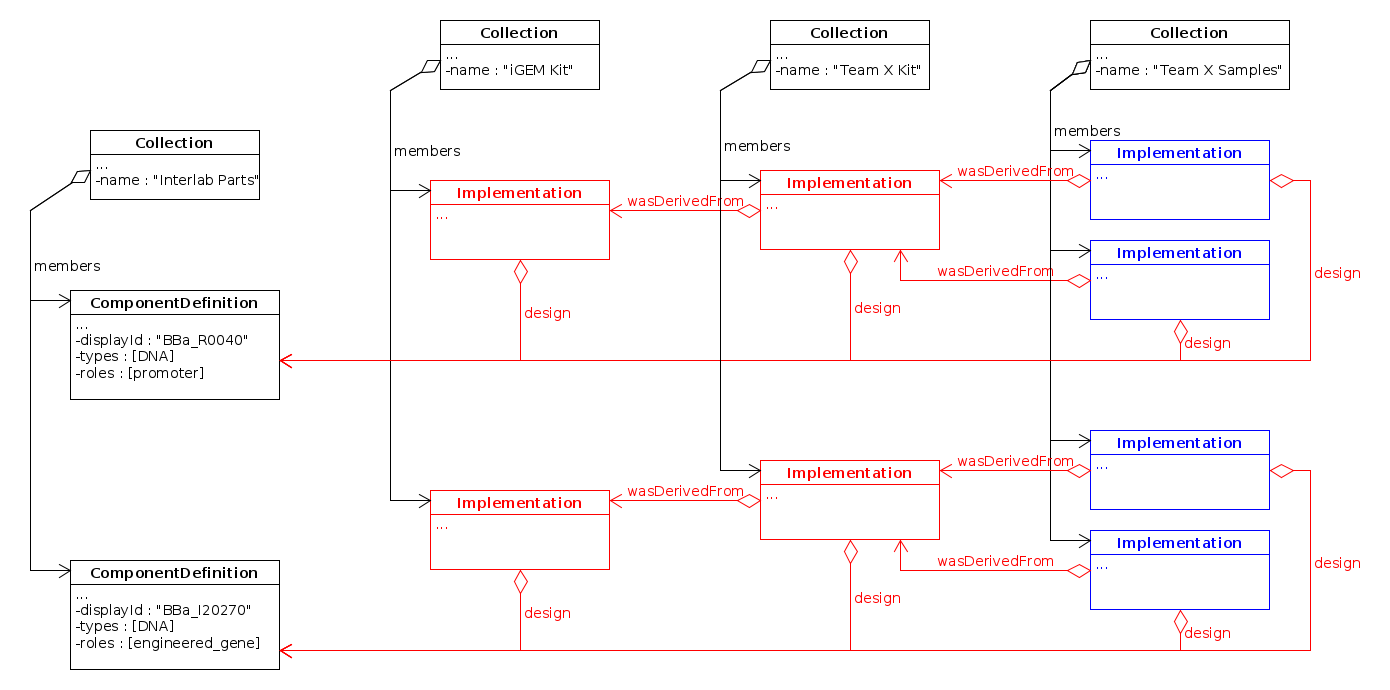 Collection
...
-name : "iGEM Kit"
Collection
...
-name : "Team X Kit"
Collection
...
-name : "Team X Samples"
Collection
...
-name : "Interlab Parts"
members
members
members
members
Implementation
...
Implementation
...
Implementation
...
Implementation
...
wasDerivedFrom
wasDerivedFrom
wasDerivedFrom
design
design
design
design
ComponentDefinition
...
-displayId : "BBa_R0040"
-types : [DNA]
-roles : [promoter]
Implementation
...
Implementation
...
Implementation
...
Implementation
...
wasDerivedFrom
wasDerivedFrom
wasDerivedFrom
design
design
design
design
ComponentDefinition
...
-displayId : "BBa_I20270"
-types : [DNA]
-roles : [engineered_gene]